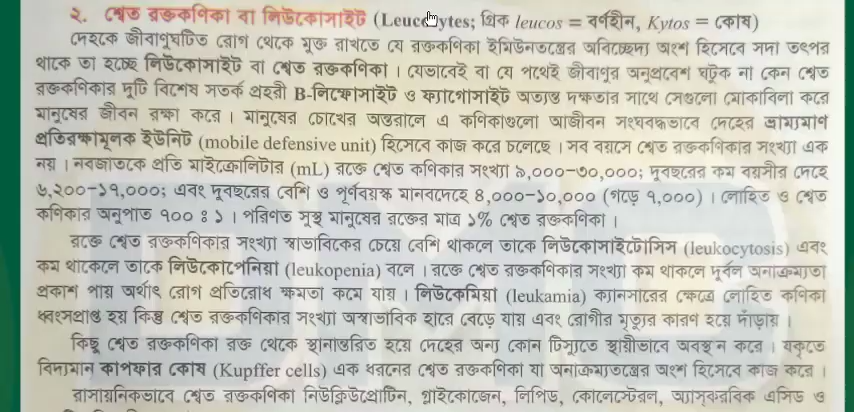 ২. শ্বেত রক্তকণিকা বা লিউকোসাইট (Leucocytes; গ্রিক leucos = বর্ণহীন, Kytos = কোষ)
দেহকে জীবাণুঘটিত রোগ থেকে মুক্ত রাখতে যে রক্তকণিকা ইমিউনতন্ত্রের অবিচ্ছেদ্য অংশ হিসেবে সদা তৎপর
থাকে তা হচ্ছে লিউকোসাইট বা শ্বেত রক্তকণিকা । যেভাবেই বা যে পথেই জীবাণুর অনুপ্রবেশ ঘটুক না কেন শ্বেত
রক্তকণিকার দুটি বিশেষ সতর্ক প্রহরী B-লিম্ফোসাইট ও ফ্যাগোসাইট অত্যন্ত দক্ষতার সাথে সেগুলো মোকাবিলা করে
মানুষের জীবন রক্ষা করে । মানুষের চোখের অন্তরালে এ কণিকাগুলো আজীবন সংঘবদ্ধভাবে দেহের ভ্রাম্যমাণ
প্রতিরক্ষামূলক ইউনিট (mobile defensive unit) হিসেবে কাজ করে চলেছে । সব বয়সে শ্বেত রক্তকণিকার সংখ্যা এক
নয় । নবজাতকে প্রতি মাইক্রোলিটার (mL) রক্তে শ্বেত কণিকার সংখ্যা ৯,০০০-৩০,০০০; দুবছরের কম বয়সীর দেহে
৬,২০০-১৭,০০০; এবং দুবছরের বেশি ও পূর্ণবয়স্ক মানবদেহে ৪,০০০-১০,০০০ (গড়ে ৭,০০০) । লোহিত ও শ্বেত
কণিকার অনুপাত ৭০০ ঃ ১ । পরিণত সুস্থ মানুষের রক্তের মাত্র ১% শ্বেত রক্তকণিকা ।
রক্তে শ্বেত রক্তকণিকার সংখ্যা স্বাভাবিকের চেয়ে বেশি থাকলে তাকে লিউকোসাইটোসিস (leukocytosis) এবং
কম থাকলে তাকে লিউকোপেনিয়া (leukopenia) বলে । রক্তে শ্বেত রক্তকণিকার সংখ্যা কম থাকলে দুর্বল অনাক্রম্যতা
প্রকাশ পায় অর্থাৎ রোগ প্রতিরোধ ক্ষমতা কমে যায় । লিউকেমিয়া (leukamia) ক্যানসারের ক্ষেত্রে লোহিত কণিকা
ধ্বংসপ্রাপ্ত হয় কিন্তু শ্বেত রক্তকণিকার সংখ্যা অস্বাভাবিক হারে বেড়ে যায় এবং রোগীর মৃত্যুর কারণ হয়ে দাঁড়ায় ।
কিছু শ্বেত রক্তকণিকা রক্ত থেকে স্থানান্তরিত হয়ে দেহের অন্য কোন টিস্যুতে স্থায়ীভাবে অবস্থান করে । যকৃতে
বিদ্যমান কাপফার কোষ (Kupffer cells) এক ধরনের শ্বেত রক্তকণিকা যা অনাক্রম্যতন্ত্রের অংশ হিসেবে কাজ করে ।
রাসায়নিকভাবে শ্বেত রক্তকণিকা নিউক্লিউপ্রোটিন, গ্লাইকোজেন, লিপিড, কোলেস্টেরল, অ্যাসকরবিক এসিড ও